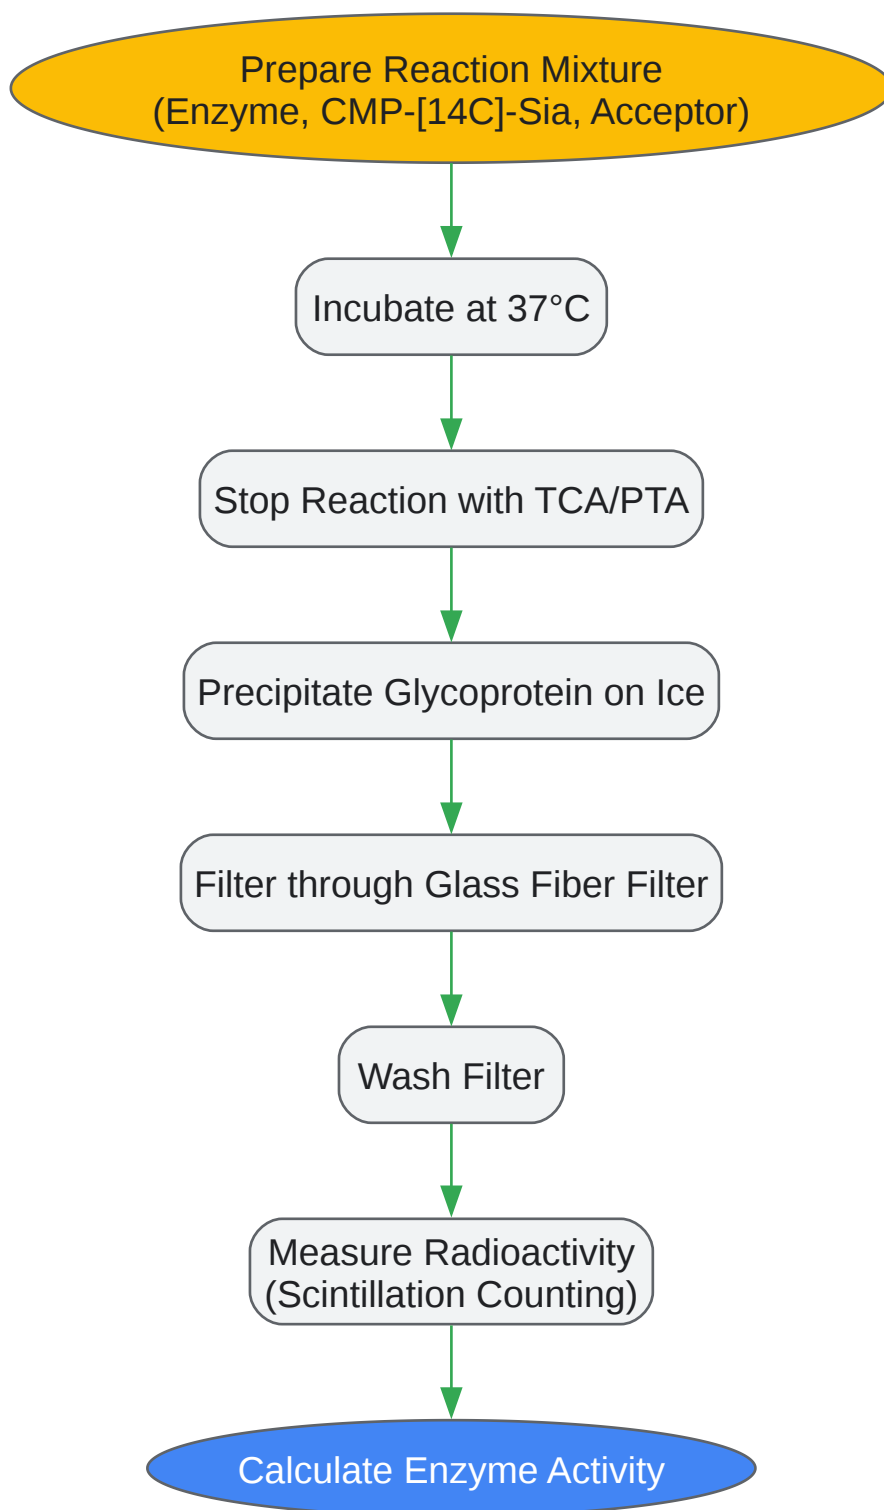 Prepare Reaction Mixture
(Enzyme, CMP-[14C]-Sia, Acceptor)
Incubate at 37°C
Stop Reaction with TCA/PTA
Precipitate Glycoprotein on Ice
Filter through Glass Fiber Filter
Wash Filter
Measure Radioactivity
(Scintillation Counting)
Calculate Enzyme Activity